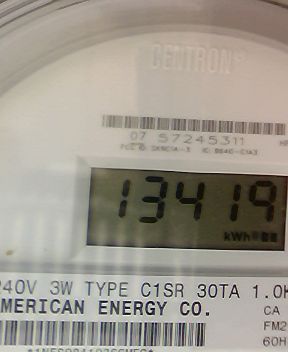 CENTRON®
07 57245311
13419
kWh
240V 3W TYPE C1SR 30TA 1.0K
AMERICAN ENERGY CO.
CA
FM2
60H